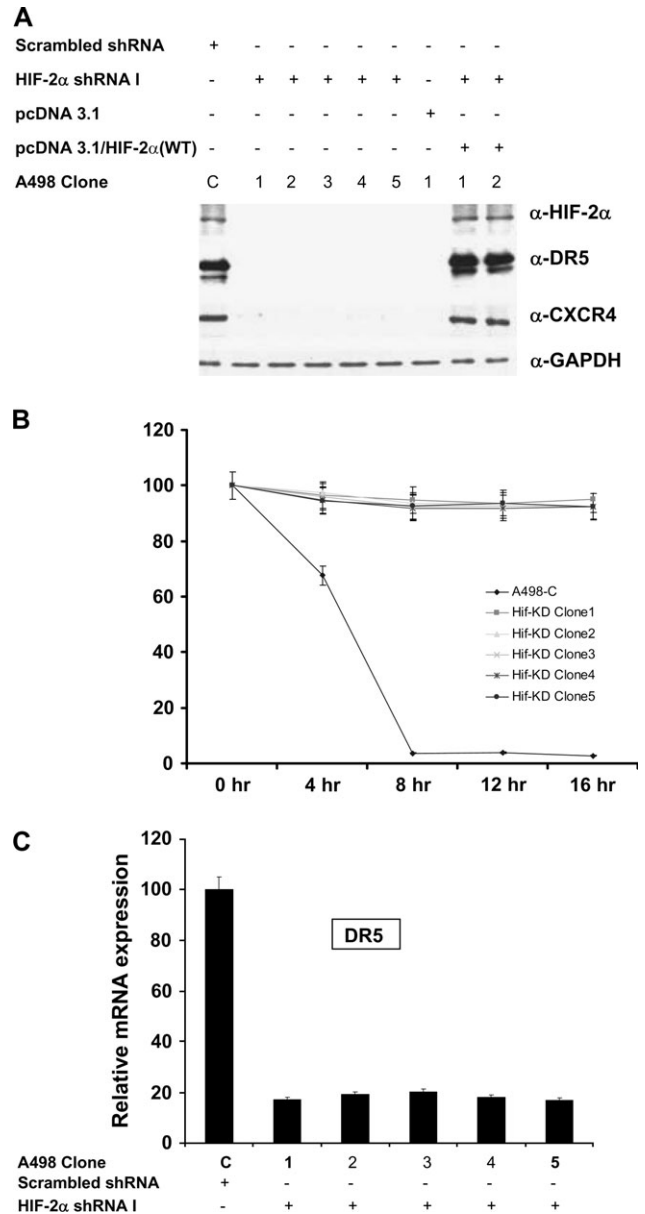 A
Scrambled shRNA + - - - - - - - -
HIF-2α shRNA I - + + + + + - + +
pcDNA 3.1 - - - - - - + - -
pcDNA 3.1/HIF-2α(WT) - - - - - - - + +
A498 Clone C 1 2 3 4 5 1 1 2
α-HIF-2α
α-DR5
α-CXCR4
α-GAPDH
B
120
100
80
60
40
20
0
0 hr 4 hr 8 hr 12 hr 16 hr
A498-C
Hif-KD Clone1
Hif-KD Clone2
Hif-KD Clone3
Hif-KD Clone4
Hif-KD Clone5
C
Relative mRNA expression
120
100
80
60
40
20
0
DR5
A498 Clone C 1 2 3 4 5
Scrambled shRNA + - - - - -
HIF-2α shRNA I - + + + + +